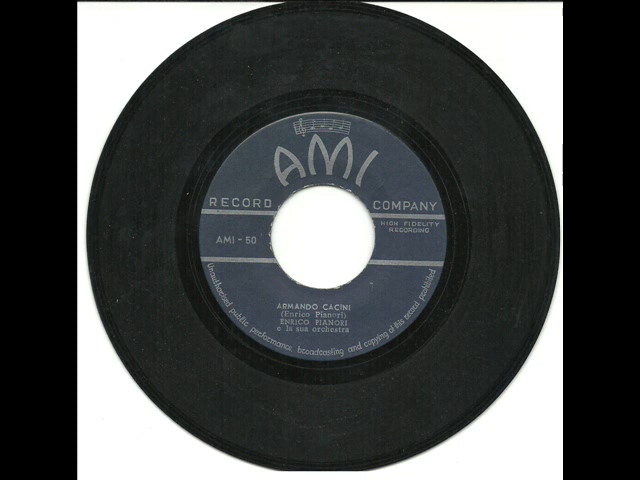 AMI
RECORD COMPANY
HIGH FIDELITY
RECORDING
AMI - 50
ARMANDO CACINI
(Enrico Pianori)
ENRICO PIANORI
e la sua orchestra
Unauthorised public performance, broadcasting and copying of this record prohibited